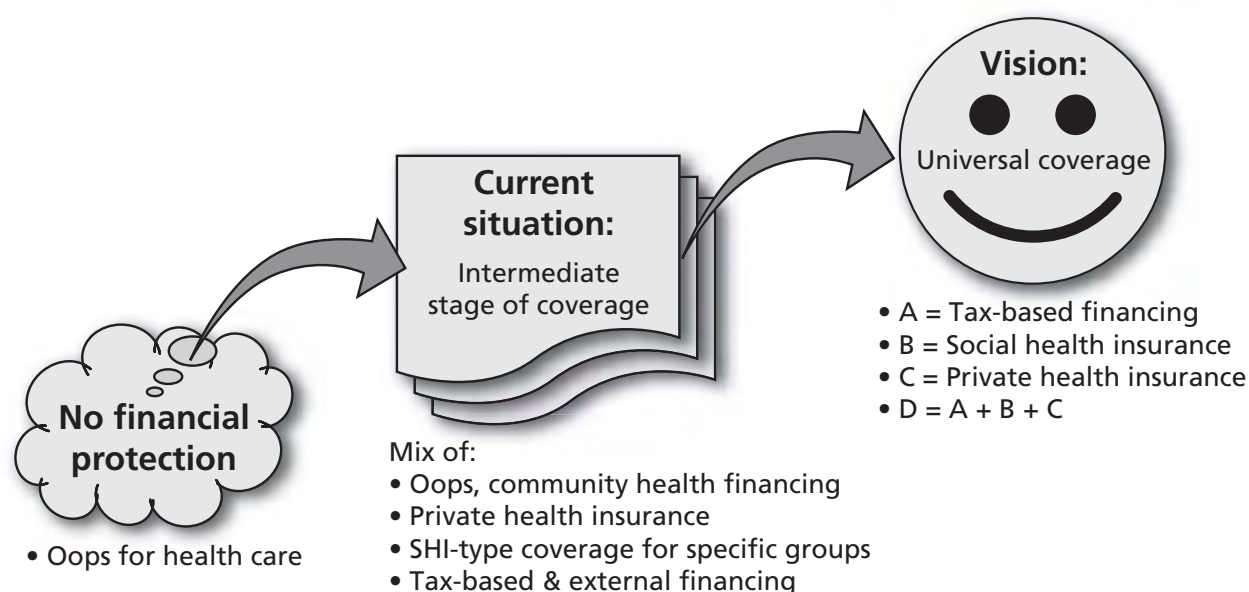 No financial
protection
• Oops for health care
Current
situation:
Intermediate
stage of coverage
Mix of:
• Oops, community health financing
• Private health insurance
• SHI-type coverage for specific groups
• Tax-based & external financing
Vision:
Universal coverage
• A = Tax-based financing
• B = Social health insurance
• C = Private health insurance
• D = A + B + C